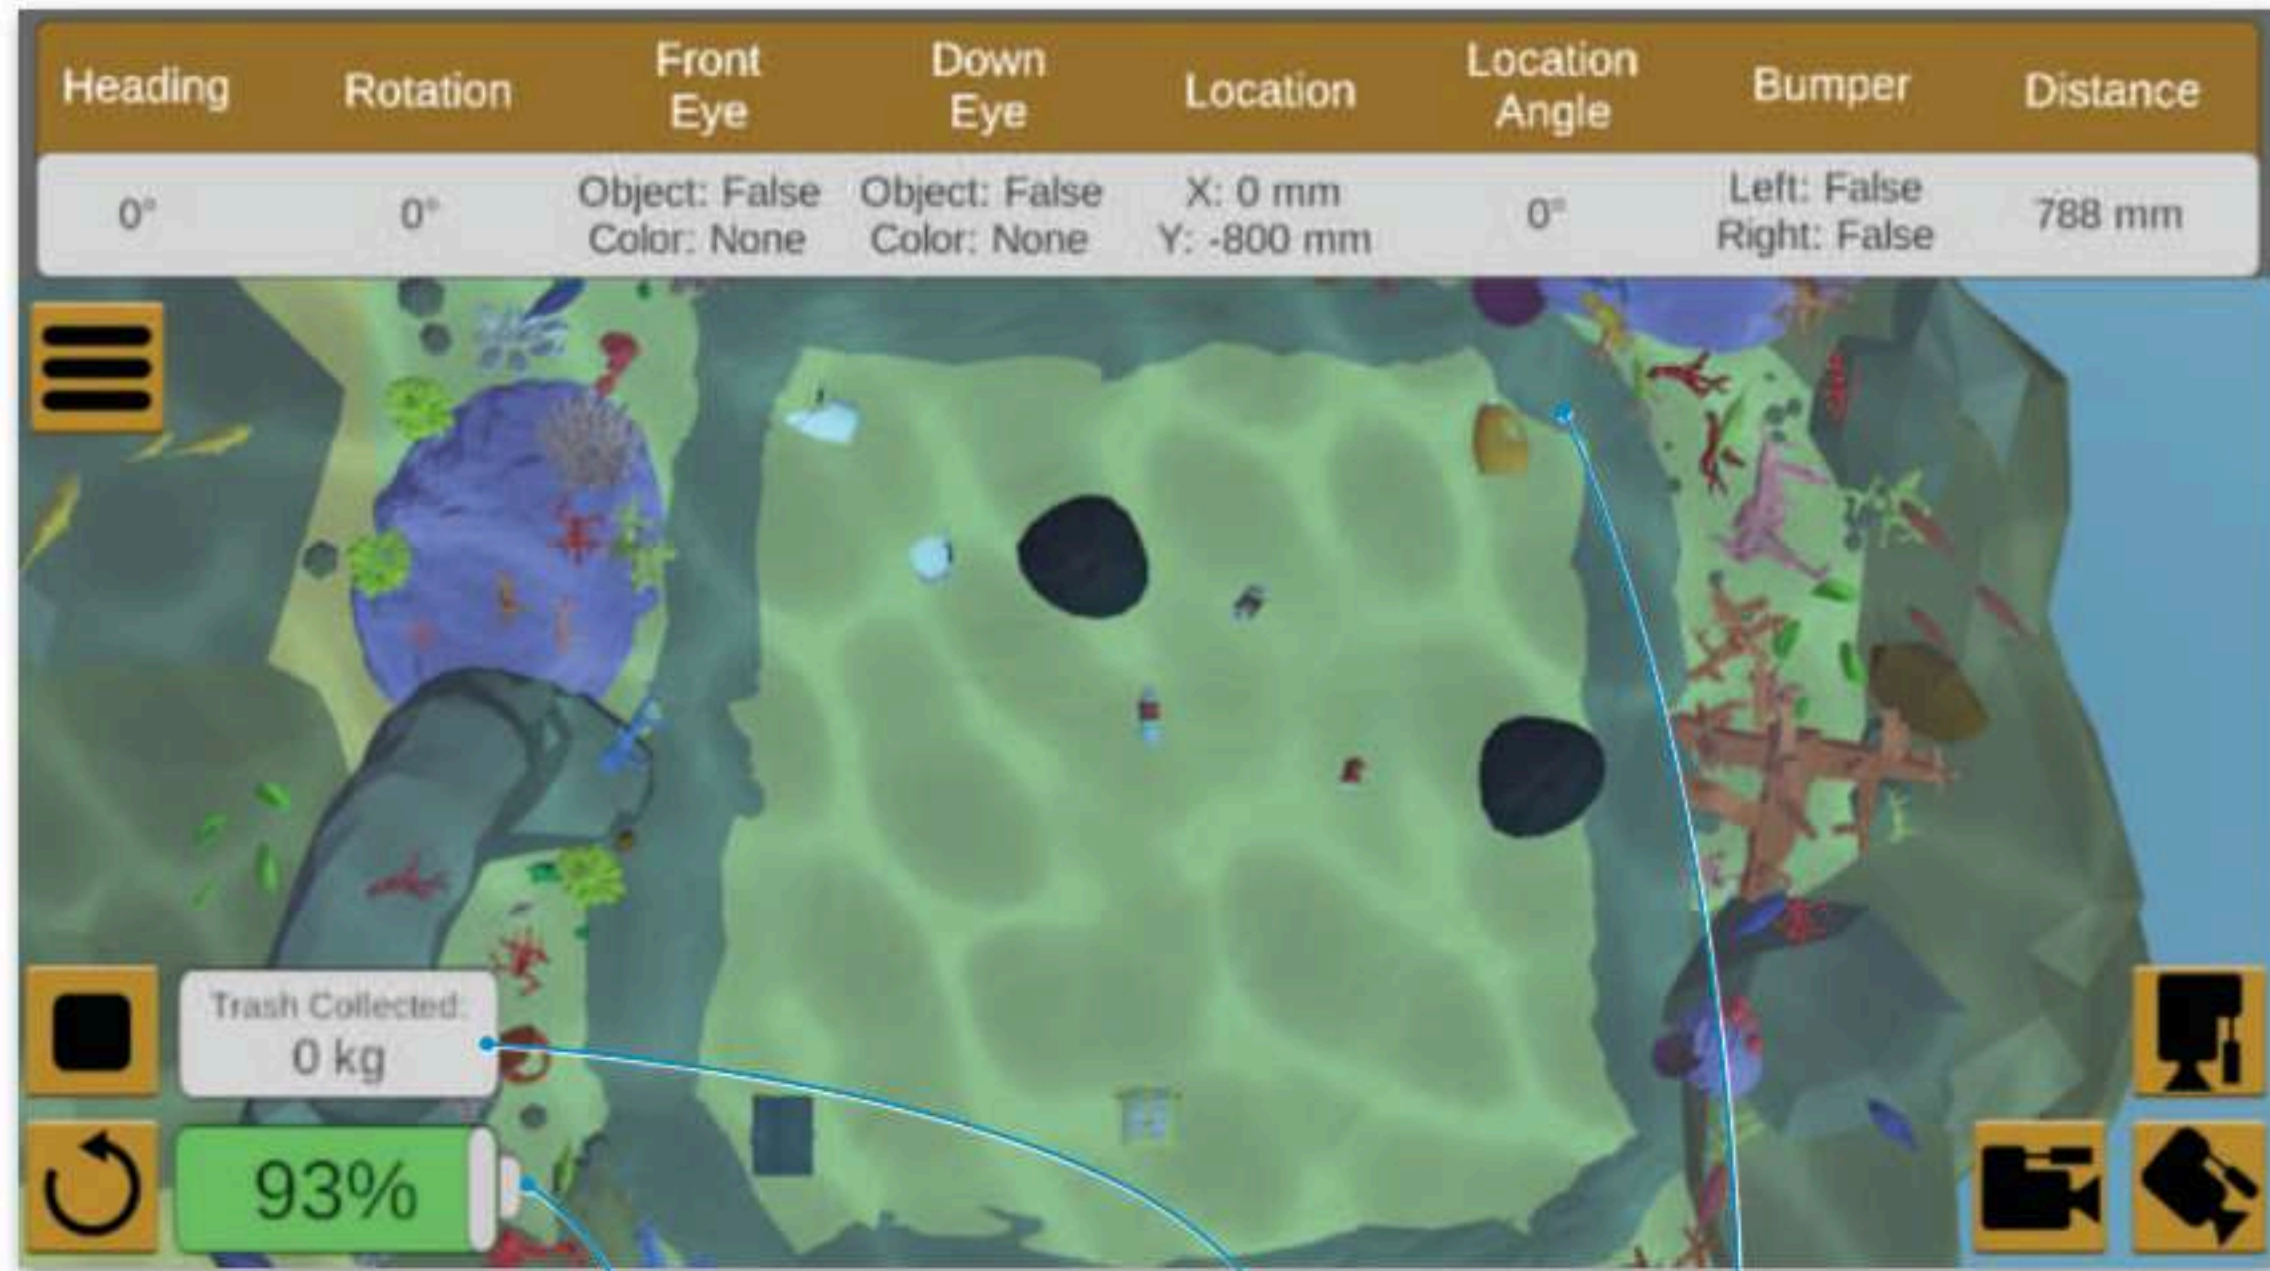 Heading
Rotation
Front
Eye
Down
Eye
Location
Location
Angle
Bumper
Distance
0°
0°
Object: False
Color: None
Object: False
Color: None
X: 0 mm
Y: -800 mm
0°
Left: False
Right: False
788 mm
Trash Collected:
0 kg
93%